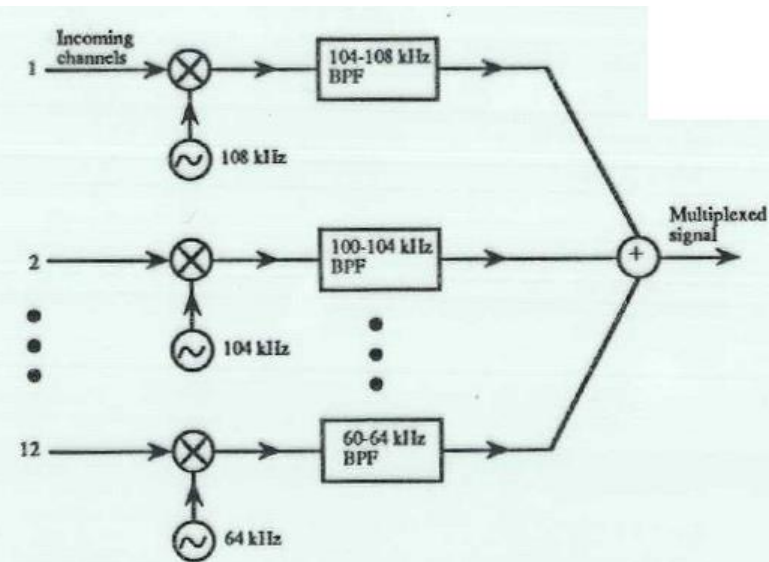 Incoming
channels
1
104-108 kHz
BPF
108 kHz
Multiplexed
signal
2
100-104 kHz
BPF
+
104 kHz
12
60-64 kHz
BPF
64 kHz